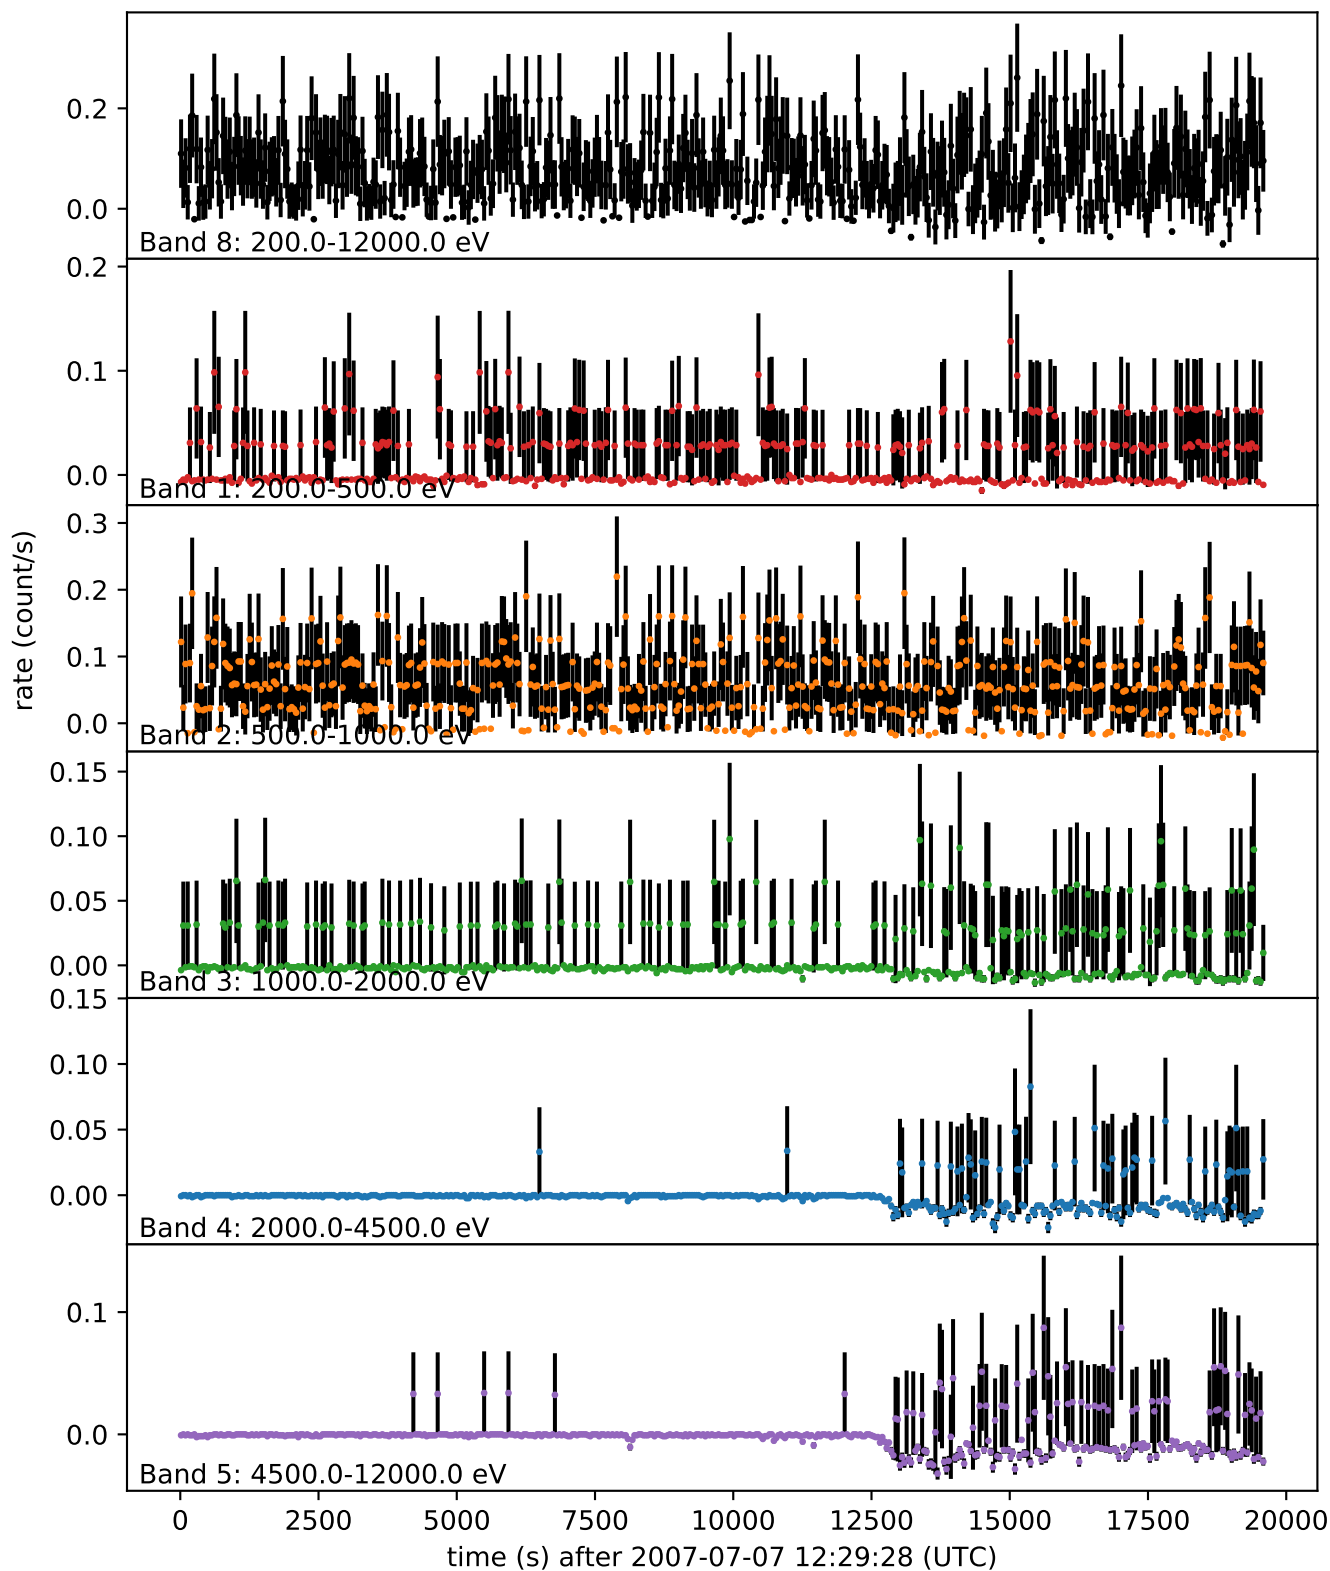 0.2
0.0
Band 8: 200.0-12000.0 eV
0.2
0.1
0.0
Band 1: 200.0-500.0 eV
rate (count/s)
0.3
0.2
0.1
0.0
Band 2: 500.0-1000.0 eV
0.15
0.10
0.05
0.00
Band 3: 1000.0-2000.0 eV
0.15
0.10
0.05
0.00
Band 4: 2000.0-4500.0 eV
0.1
0.0
Band 5: 4500.0-12000.0 eV
0 2500 5000 7500 10000 12500 15000 17500 20000
time (s) after 2007-07-07 12:29:28 (UTC)